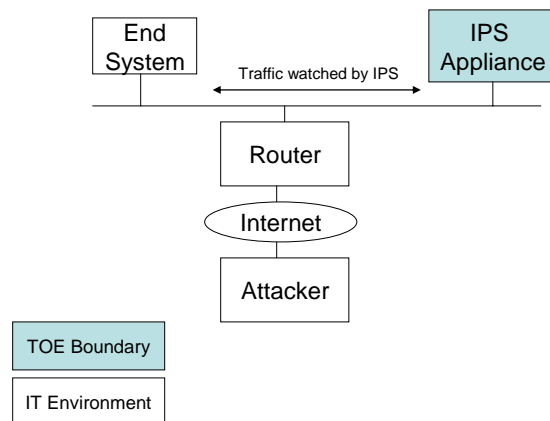 End
System
IPS
Appliance
Traffic watched by IPS
Router
Internet
Attacker
TOE Boundary
IT Environment